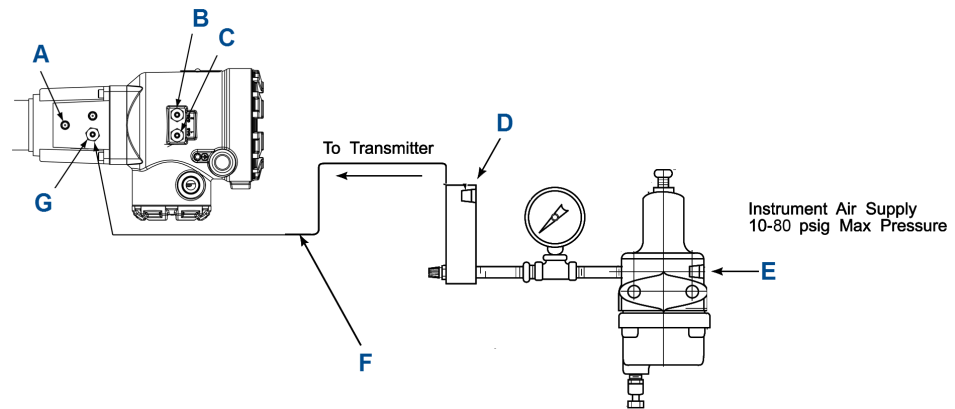 B
C
A
D
To Transmitter
G
Instrument Air Supply
10-80 psig Max Pressure
E
F